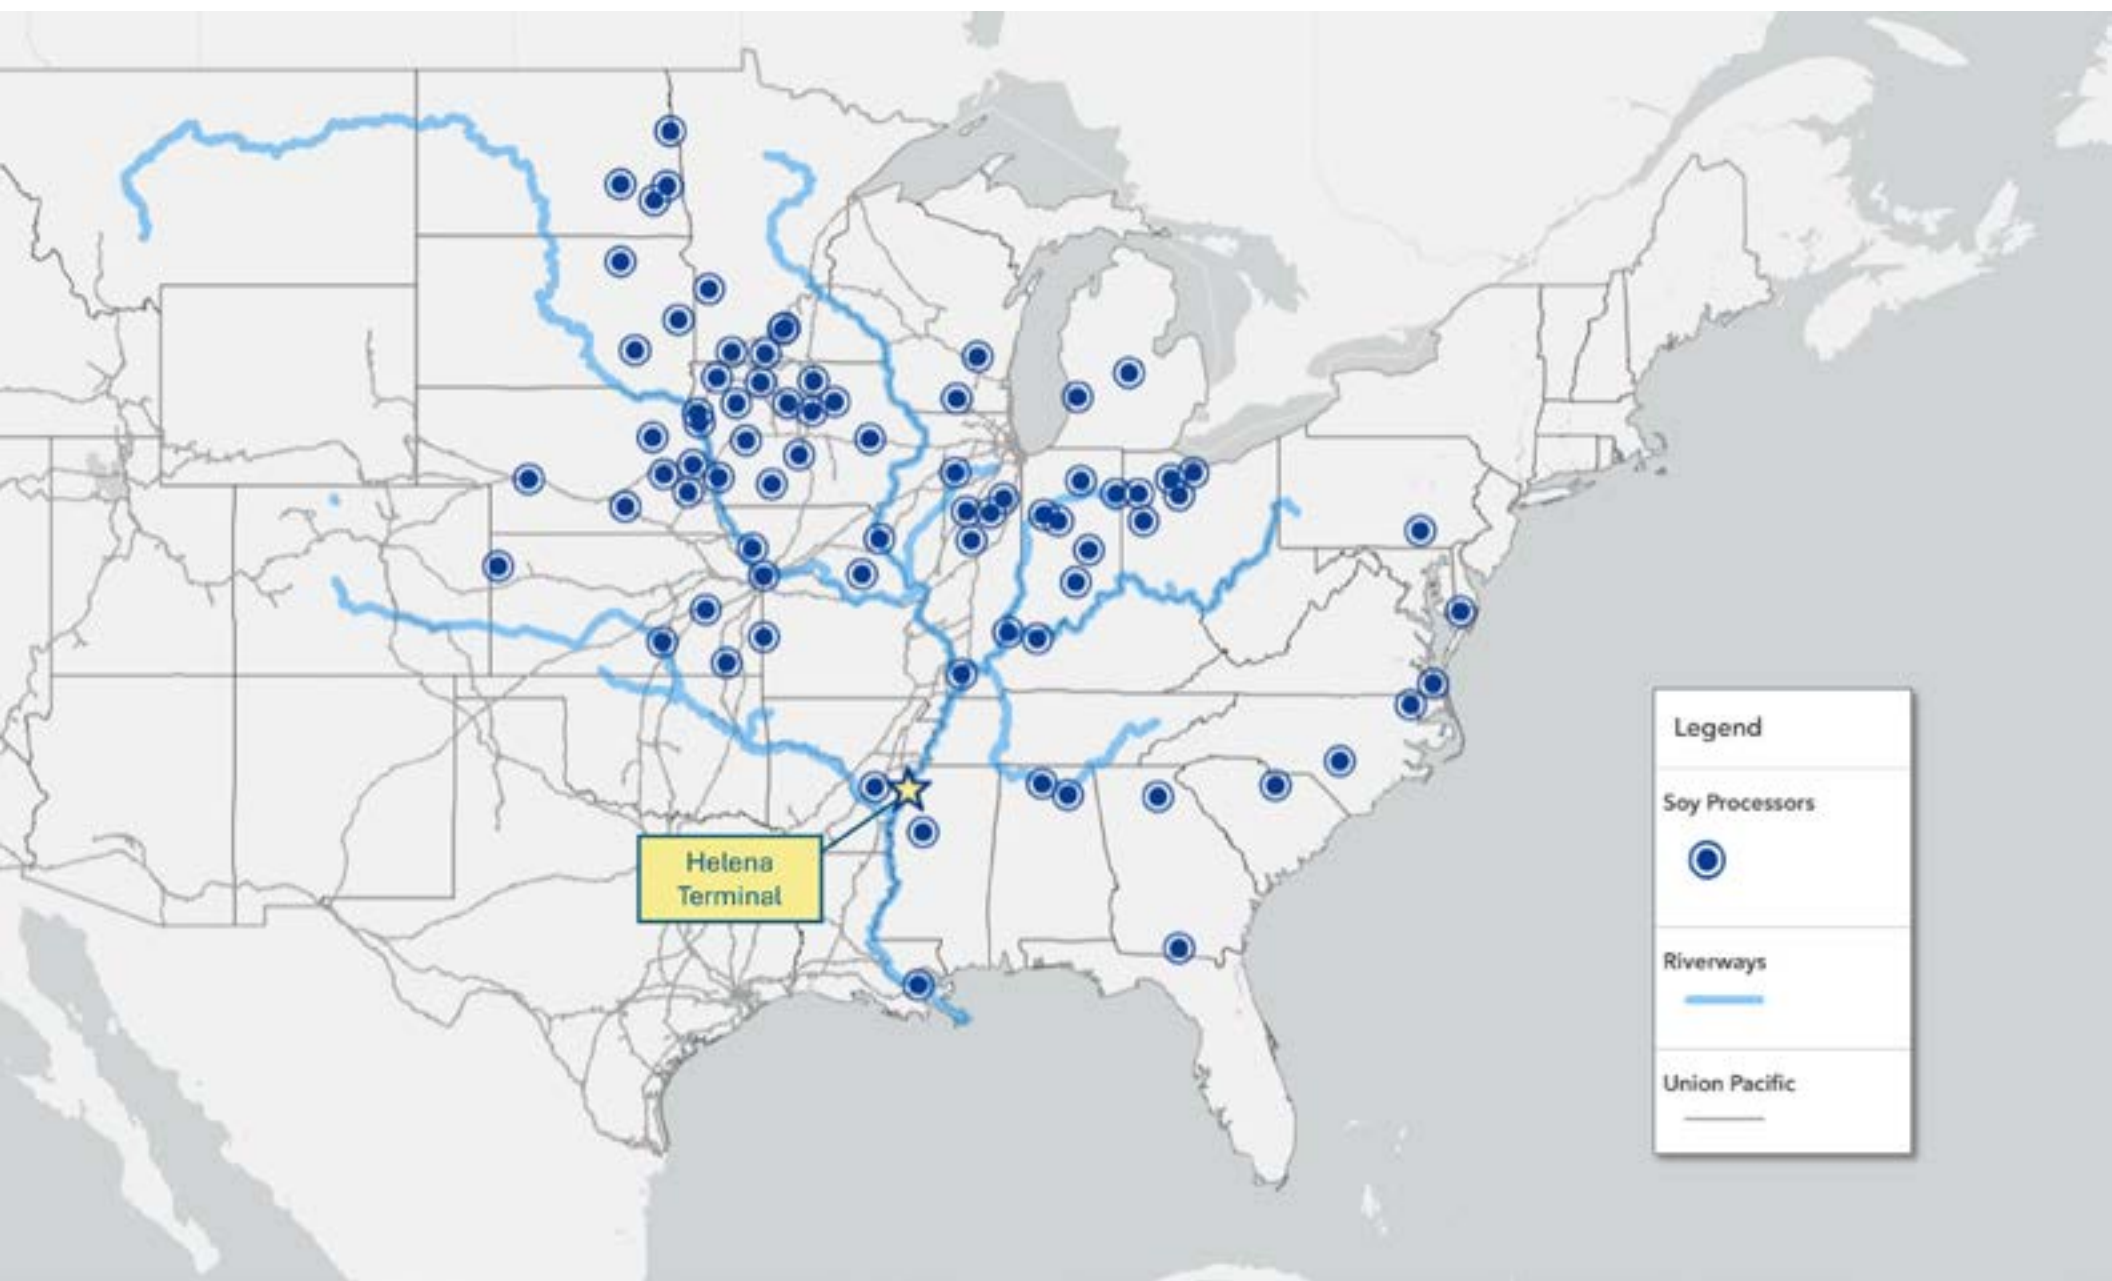 Helena
Terminal
Legend
Soy Processors
Riverways
Union Pacific